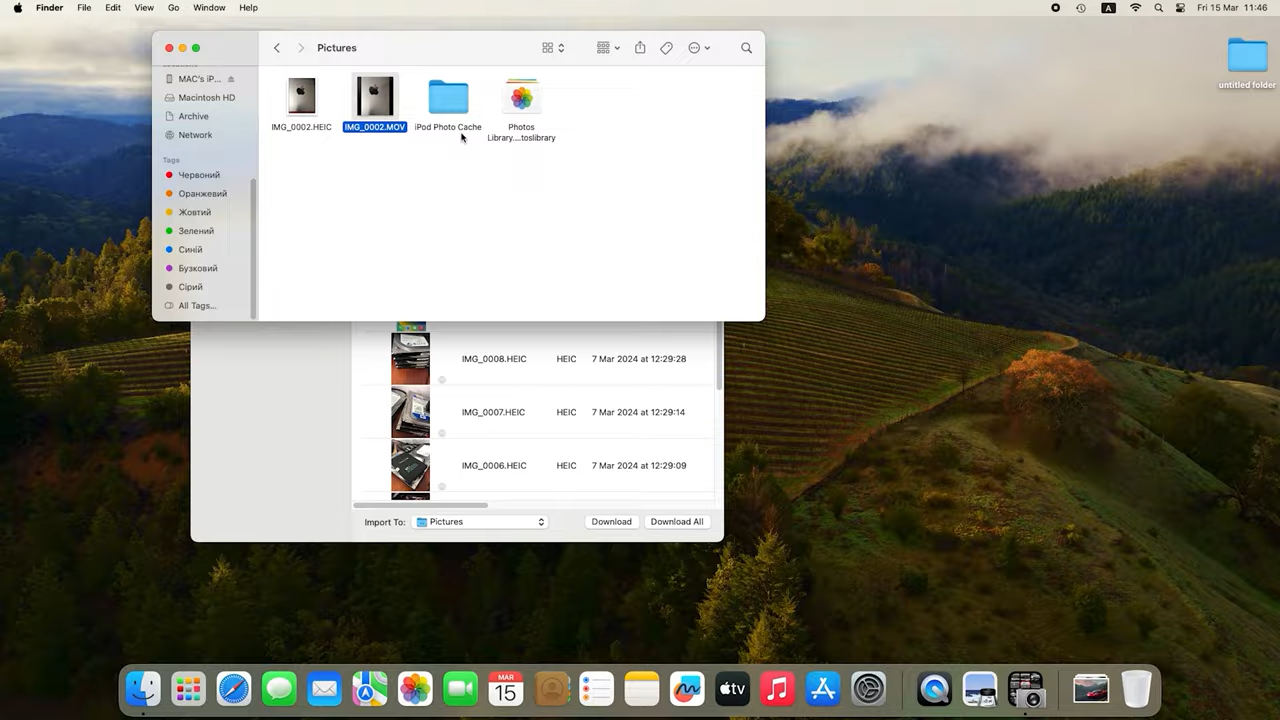 Finder File Edit View Go Window Help
A Fri 15 Mar 11:46
untitled folder
Pictures
MAC's iP...
Macintosh HD
Archive
Network
Tags
Червоний
Оранжевий
Жовтий
Зелений
Синій
Бузковий
Сірий
All Tags...
IMG_0002.HEIC
IMG_0002.MOV
iPod Photo Cache
Photos
Library....toslibrary
IMG_0008.HEIC HEIC 7 Mar 2024 at 12:29:28
IMG_0007.HEIC HEIC 7 Mar 2024 at 12:29:14
IMG_0006.HEIC HEIC 7 Mar 2024 at 12:29:09
Import To: Pictures Download Download All
MAR
15
tv